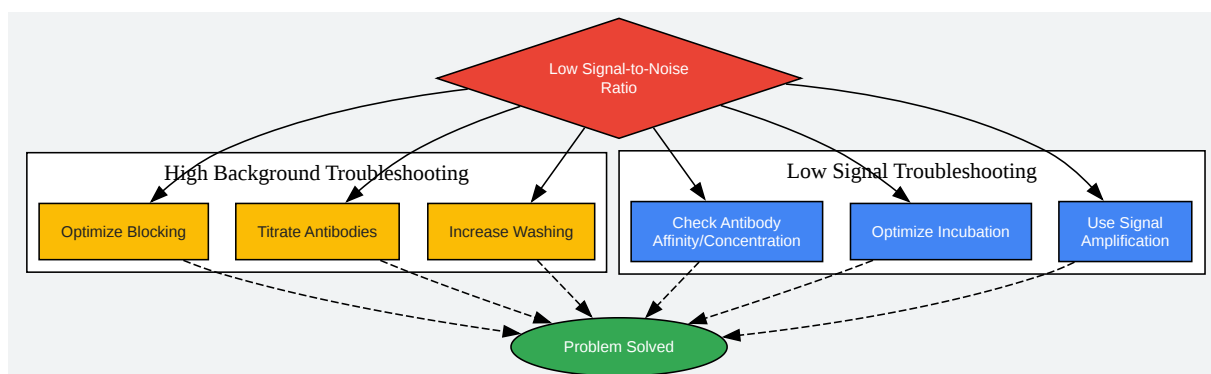 Low Signal-to-Noise
Ratio
High Background Troubleshooting
Low Signal Troubleshooting
Optimize Blocking
Titrate Antibodies
Increase Washing
Check Antibody
Affinity/Concentration
Optimize Incubation
Use Signal
Amplification
Problem Solved